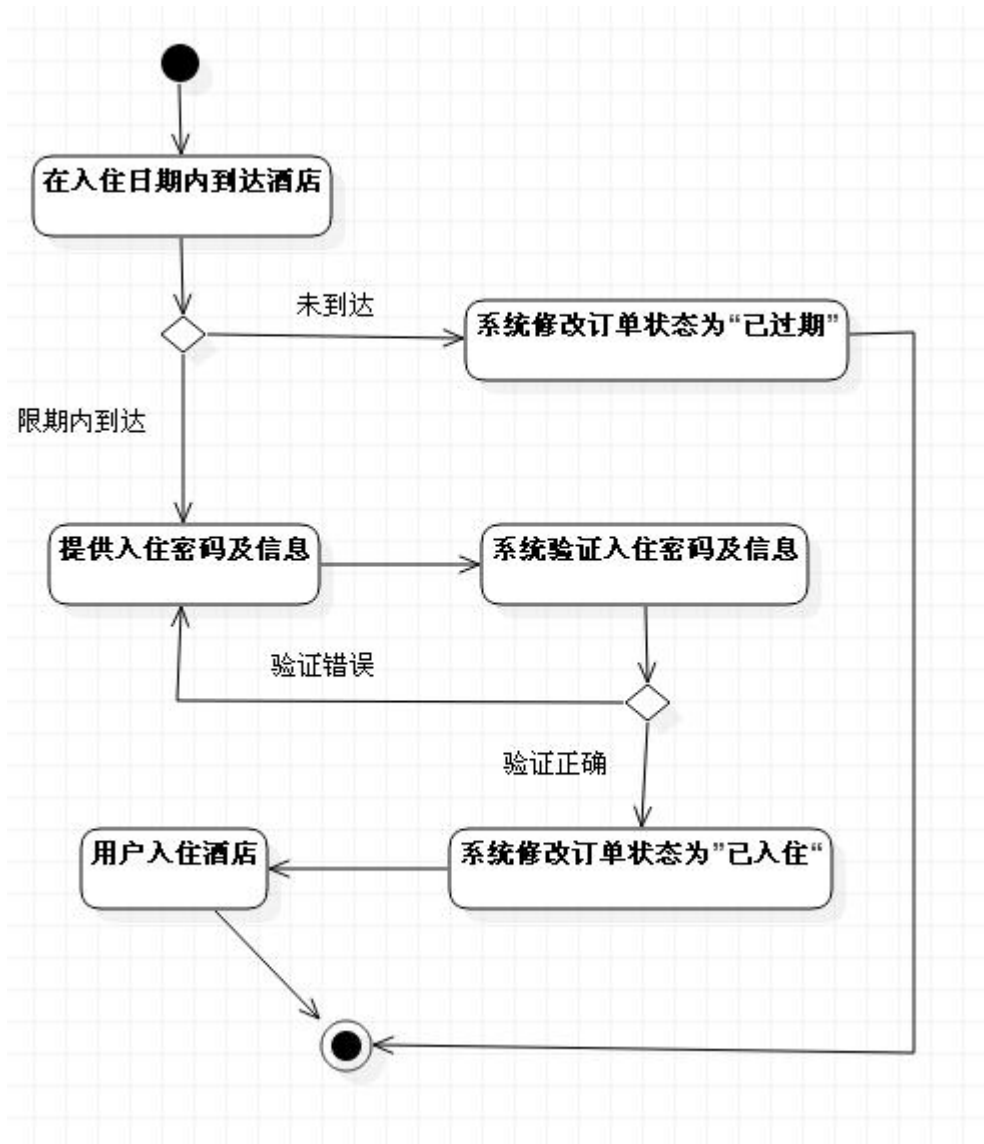 在入住日期内到达酒店
未到达
系统修改订单状态为“已过期”
限期内到达
提供入住密码及信息
系统验证入住密码及信息
验证错误
验证正确
用户入住酒店
系统修改订单状态为”已入住“